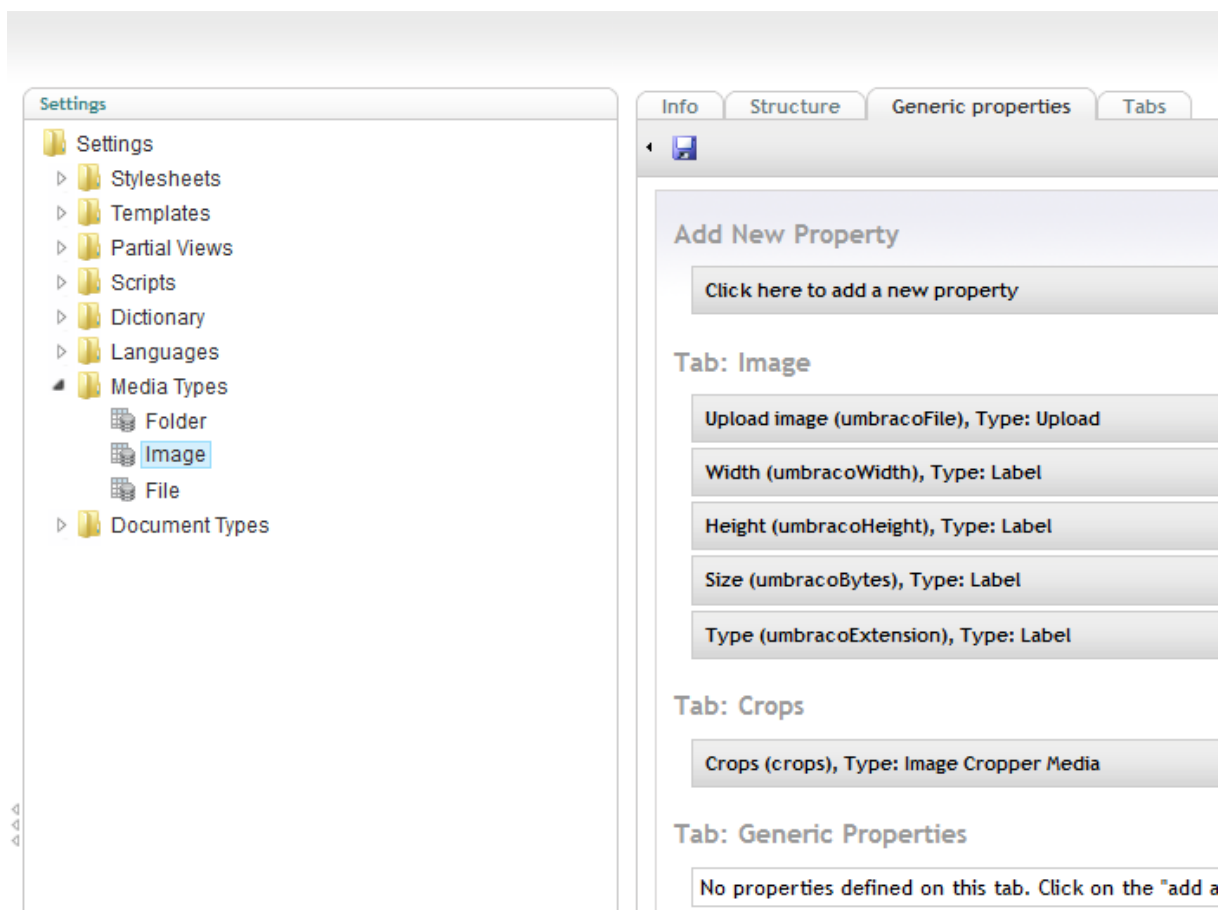 Settings
Settings
Stylesheets
Templates
Partial Views
Scripts
Dictionary
Languages
Media Types
Folder
Image
File
Document Types
Info Structure Generic properties Tabs
Add New Property
Click here to add a new property
Tab: Image
Upload image (umbracoFile), Type: Upload
Width (umbracoWidth), Type: Label
Height (umbracoHeight), Type: Label
Size (umbracoBytes), Type: Label
Type (umbracoExtension), Type: Label
Tab: Crops
Crops (crops), Type: Image Cropper Media
Tab: Generic Properties
No properties defined on this tab. Click on the "add a